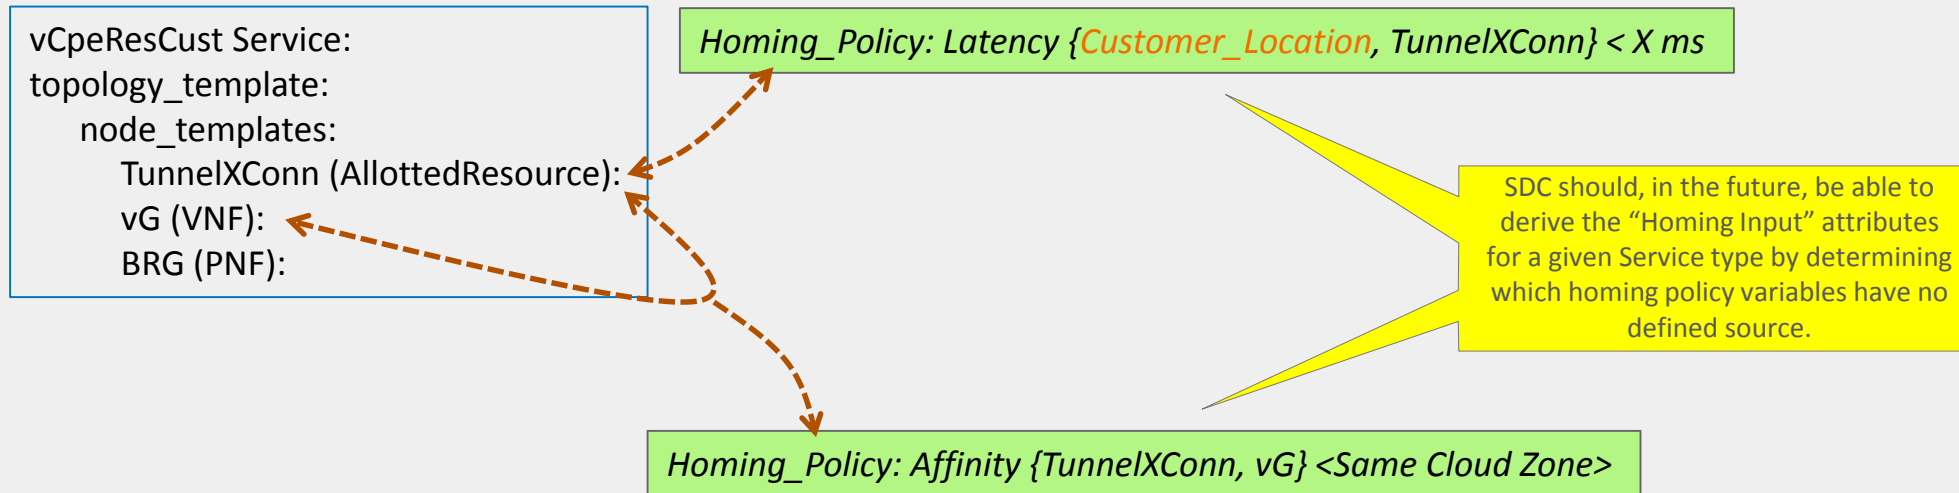 vCpeResCust Service:
topology_template:
node_templates:
TunnelXConn (AllottedResource):
vG (VNF):
BRG (PNF):
Homing_Policy: Latency {Customer_Location, TunnelXConn} < X ms
SDC should, in the future, be able to
derive the “Homing Input” attributes
for a given Service type by determining
which homing policy variables have no
defined source.
Homing_Policy: Affinity {TunnelXConn, vG} <Same Cloud Zone>